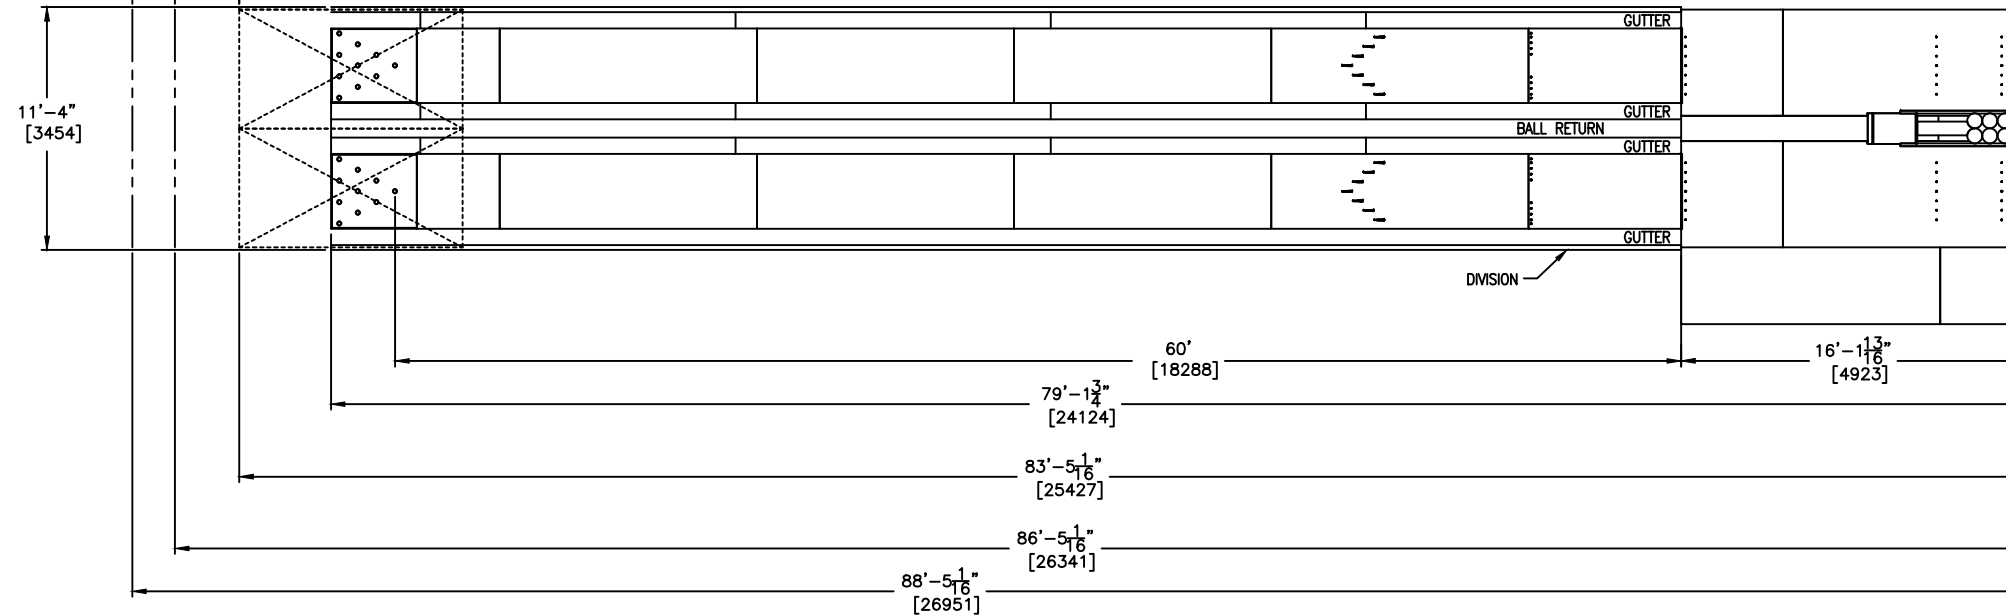 GUTTER
11'-4"
[3454]
GUTTER
BALL RETURN
GUTTER
GUTTER
DIVISION
60'
[18288]
16'-1 13/16"
[4923]
79'-1 3/4"
[24124]
83'-5 1/16"
[25427]
86'-5 1/16"
[26341]
88'-5 1/16"
[26951]